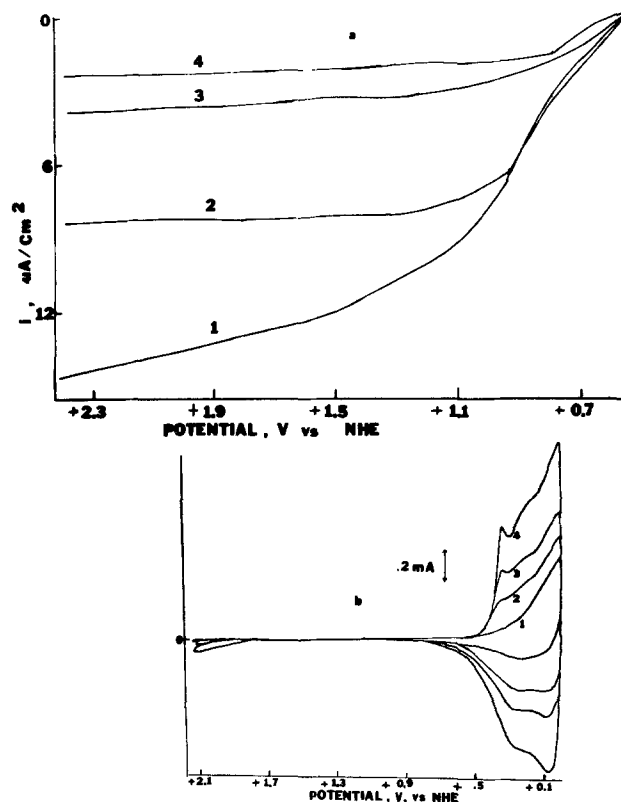 0
a
4
3
6
2
i, uA/Cm 2
12
1
+2.3 +1.9 +1.5 +1.1 +0.7
POTENTIAL, V vs NHE
4
.2 mA
3
2
b
1
0
+2.1 +1.7 +1.3 +0.9 +.5 +0.1
POTENTIAL, V, vs NHE